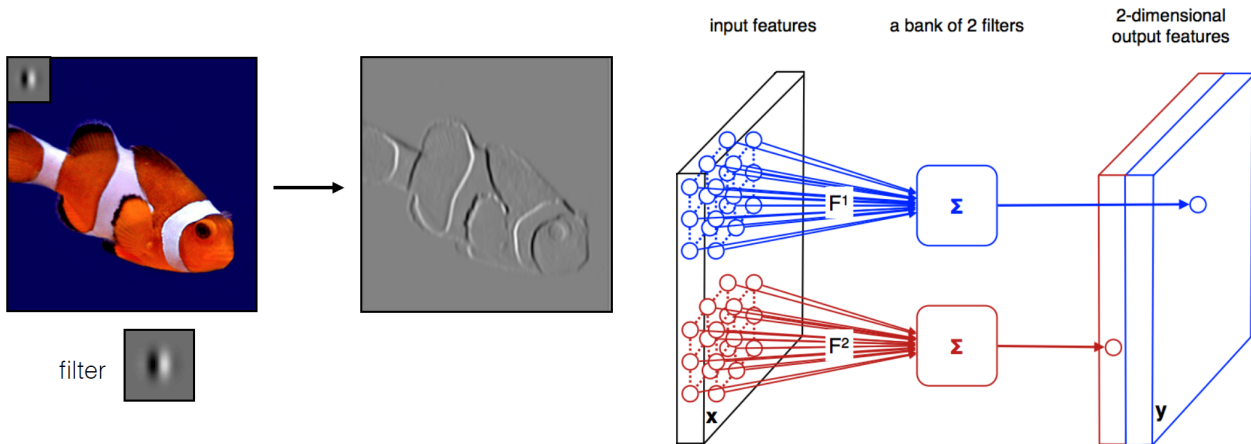 filter
input features
a bank of 2 filters
2-dimensional
output features
F¹
Σ
F²
Σ
x
y